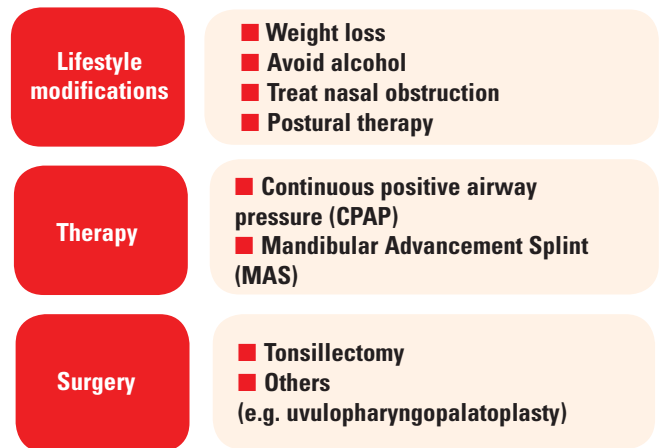 Lifestyle
modifications
■ Weight loss
■ Avoid alcohol
■ Treat nasal obstruction
■ Postural therapy
Therapy
■ Continuous positive airway
pressure (CPAP)
■ Mandibular Advancement Splint
(MAS)
Surgery
■ Tonsillectomy
■ Others
(e.g. uvulopharyngopalatoplasty)